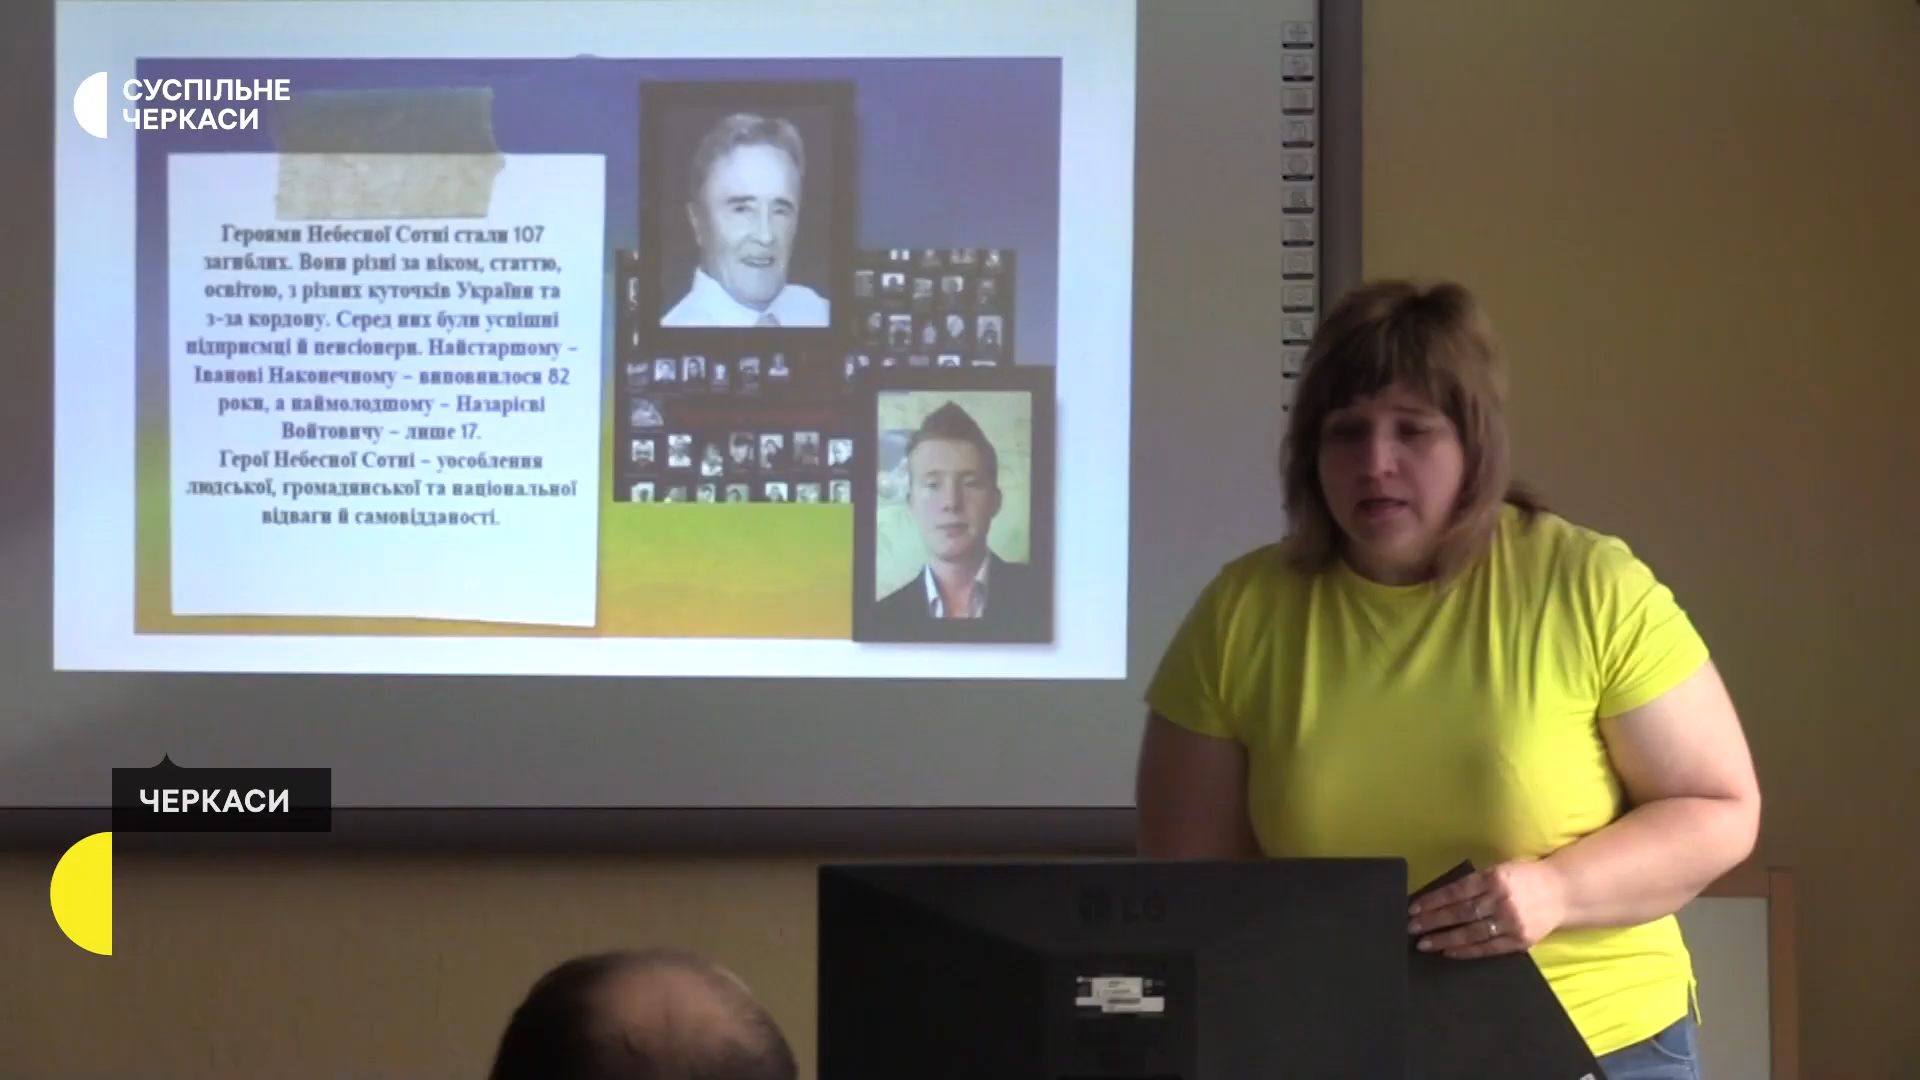 СУСПІЛЬНЕ
ЧЕРКАСИ
Героями Небесної Сотні стали 107
загиблих. Вони різні за віком, статтю,
освітою, з різних куточків України та
з-за кордону. Серед них були успішні
підприємці й пенсіонери. Найстаршому –
Іванові Наконечному – виповнилося 82
роки, а наймолодшому – Назарієві
Войтовичу – лише 17.
Герої Небесної Сотні – уособлення
людської, громадянської та національної
відваги й самовідданості.
ЧЕРКАСИ
LG